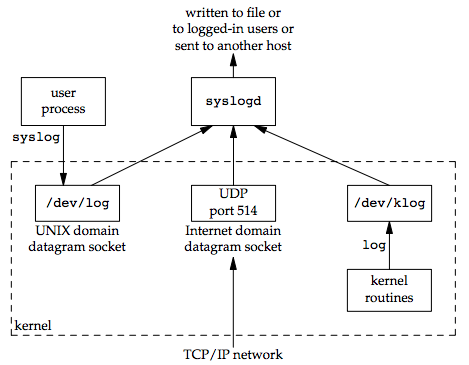 written to file or
to logged-in users or
sent to another host
user
process
syslogd
syslog
/dev/log
UDP
port 514
/dev/klog
UNIX domain
datagram socket
Internet domain
datagram socket
log
kernel
routines
kernel
TCP/IP network